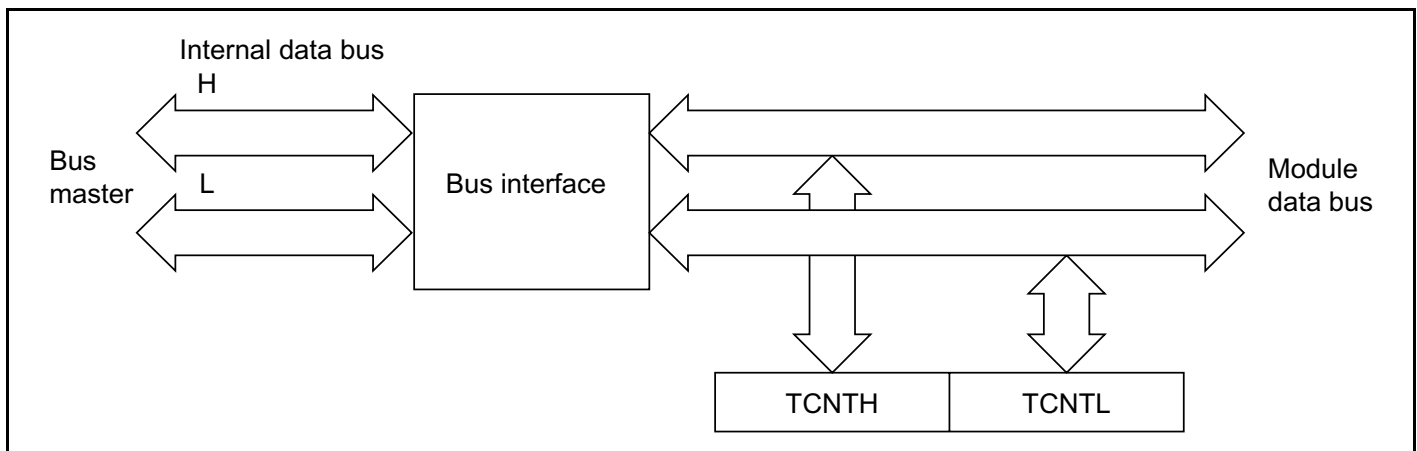 Internal data bus
H
Bus
master
L
Bus interface
Module
data bus
TCNTH
TCNTL